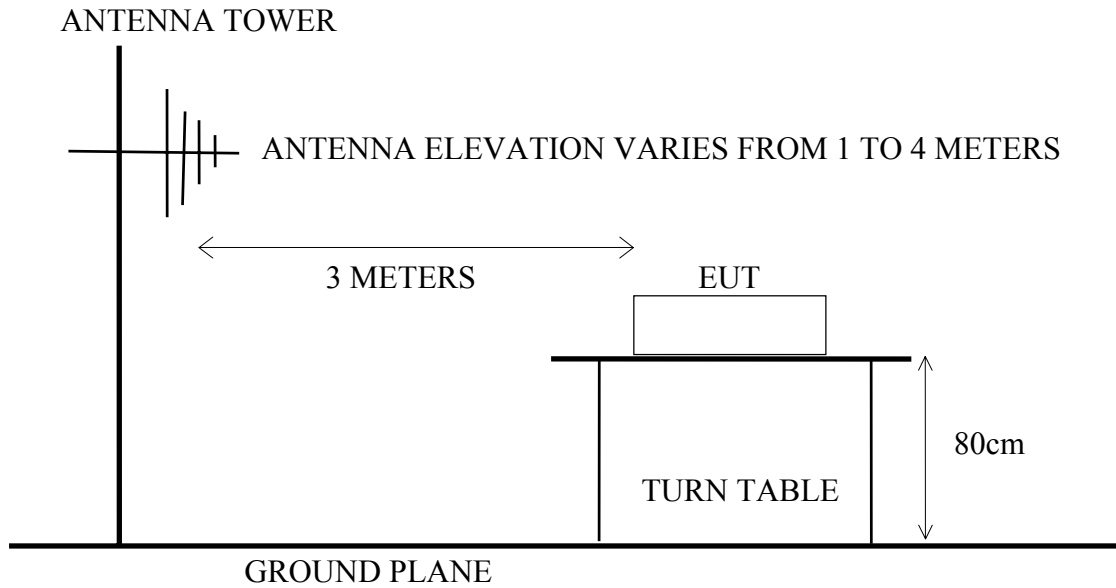 ANTENNA TOWER
ANTENNA ELEVATION VARIES FROM 1 TO 4 METERS
3 METERS
EUT
80cm
TURN TABLE
GROUND PLANE